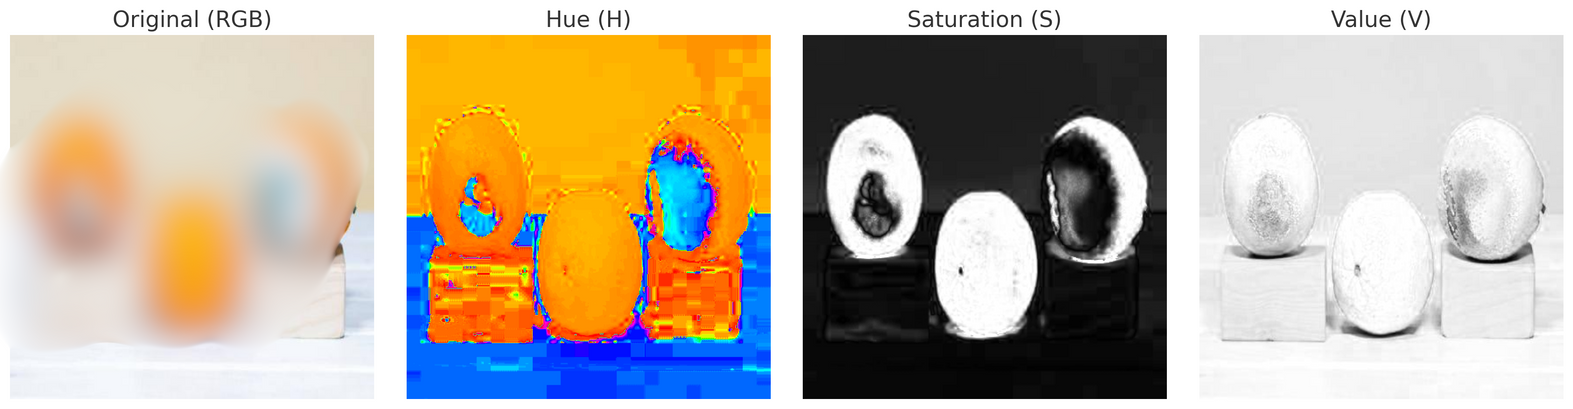 Original (RGB)
Hue (H)
Saturation (S)
Value (V)